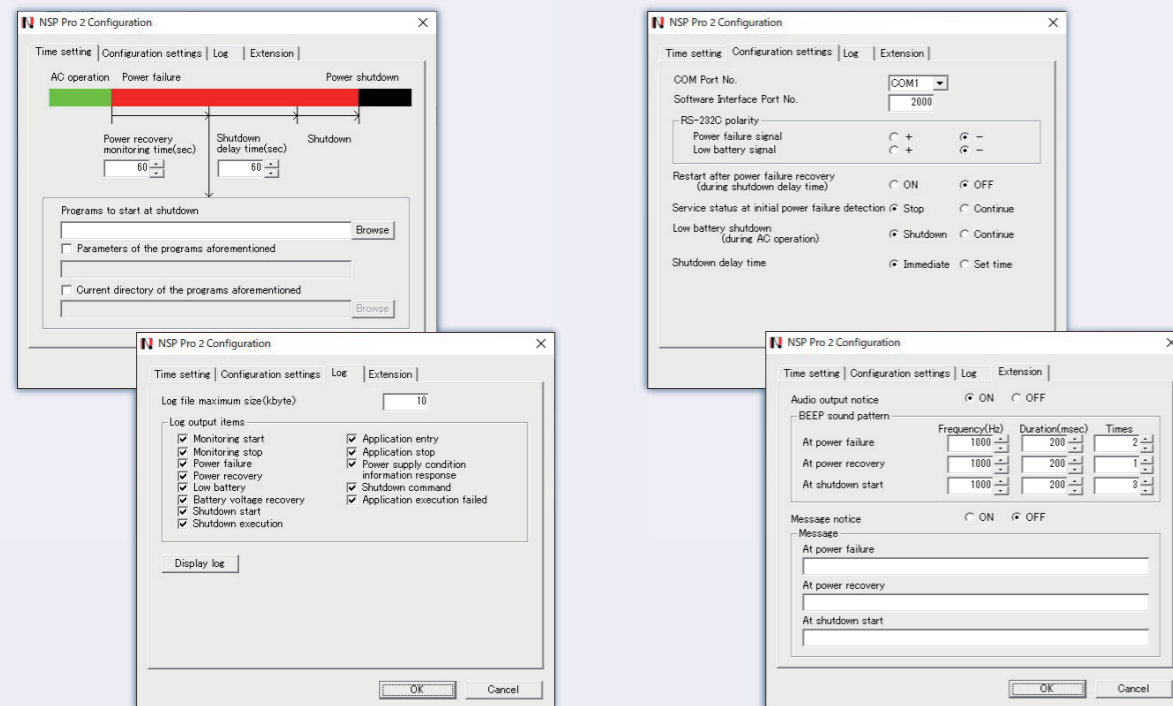 NSP Pro 2 Configuration
Time setting Configuration settings Log Extension
AC operation Power failure Power shutdown
Power recovery
monitoring time(sec)
60
Shutdown
delay time(sec)
60
Shutdown
Programs to start at shutdown
Browse
Parameters of the programs aforementioned
Current directory of the programs aforementioned
Browse
NSP Pro 2 Configuration
Time setting Configuration settings Log Extension
Log file maximum size(kbyte) 10
Log output items
Monitoring start
Monitoring stop
Power failure
Power recovery
Low battery
Battery voltage recovery
Shutdown start
Shutdown execution
Application entry
Application stop
Power supply condition
information response
Shutdown command
Application execution failed
Display log
OK Cancel
NSP Pro 2 Configuration
Time setting Configuration settings Log Extension
COM Port No. COM1
Software Interface Port No. 2000
RS-232C polarity
Power failure signal + -
Low battery signal + -
Restart after power failure recovery
(during shutdown delay time) ON OFF
Service status at initial power failure detection Stop Continue
Low battery shutdown
(during AC operation) Shutdown Continue
Shutdown delay time Immediate Set time
NSP Pro 2 Configuration
Time setting Configuration settings Log Extension
Audio output notice ON OFF
BEEP sound pattern
Frequency(Hz) Duration(msec) Times
At power failure 1000 200 2
At power recovery 1000 200 1
At shutdown start 1000 200 3
Message notice ON OFF
Message
At power failure
At power recovery
At shutdown start
OK Cancel